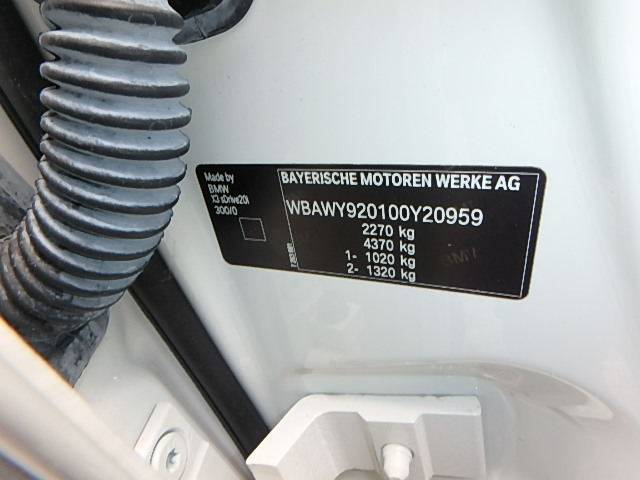 Made by
BMW
X3 sDrive20i
300/0
BAYERISCHE MOTOREN WERKE AG
WBAWY920100Y20959
2270 kg
4370 kg
1- 1020 kg
2- 1320 kg